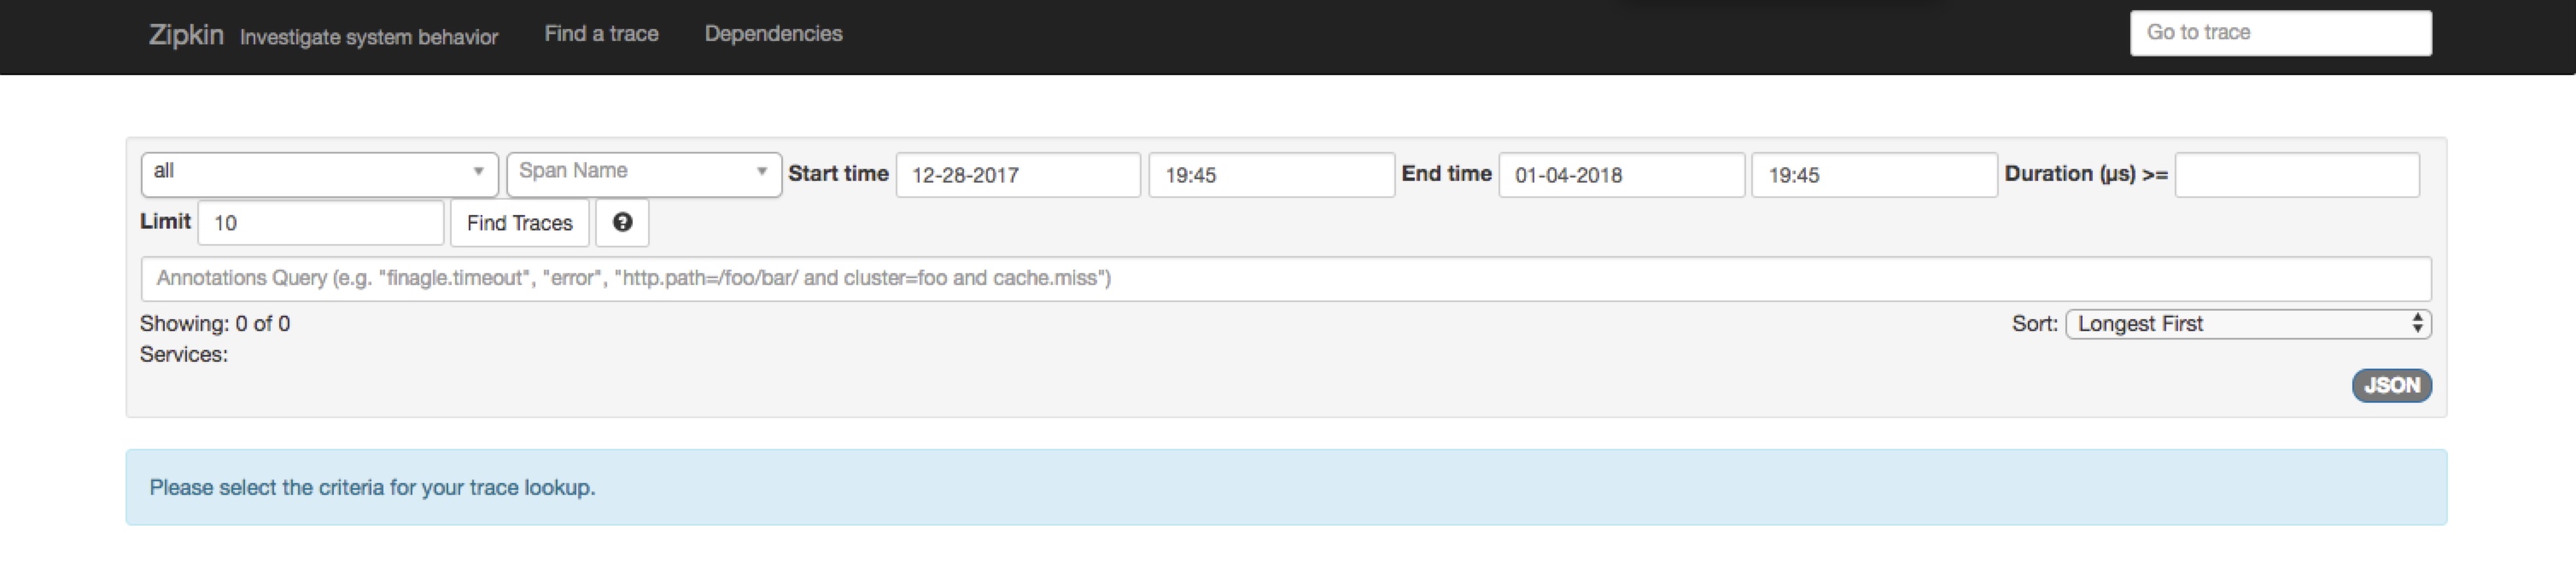 Zipkin Investigate system behavior Find a trace Dependencies Go to trace
all Span Name Start time 12-28-2017 19:45 End time 01-04-2018 19:45 Duration (µs) >=
Limit 10 Find Traces ?
Annotations Query (e.g. "finagle.timeout", "error", "http.path=/foo/bar/ and cluster=foo and cache.miss")
Showing: 0 of 0 Sort: Longest First
Services:
JSON
Please select the criteria for your trace lookup.